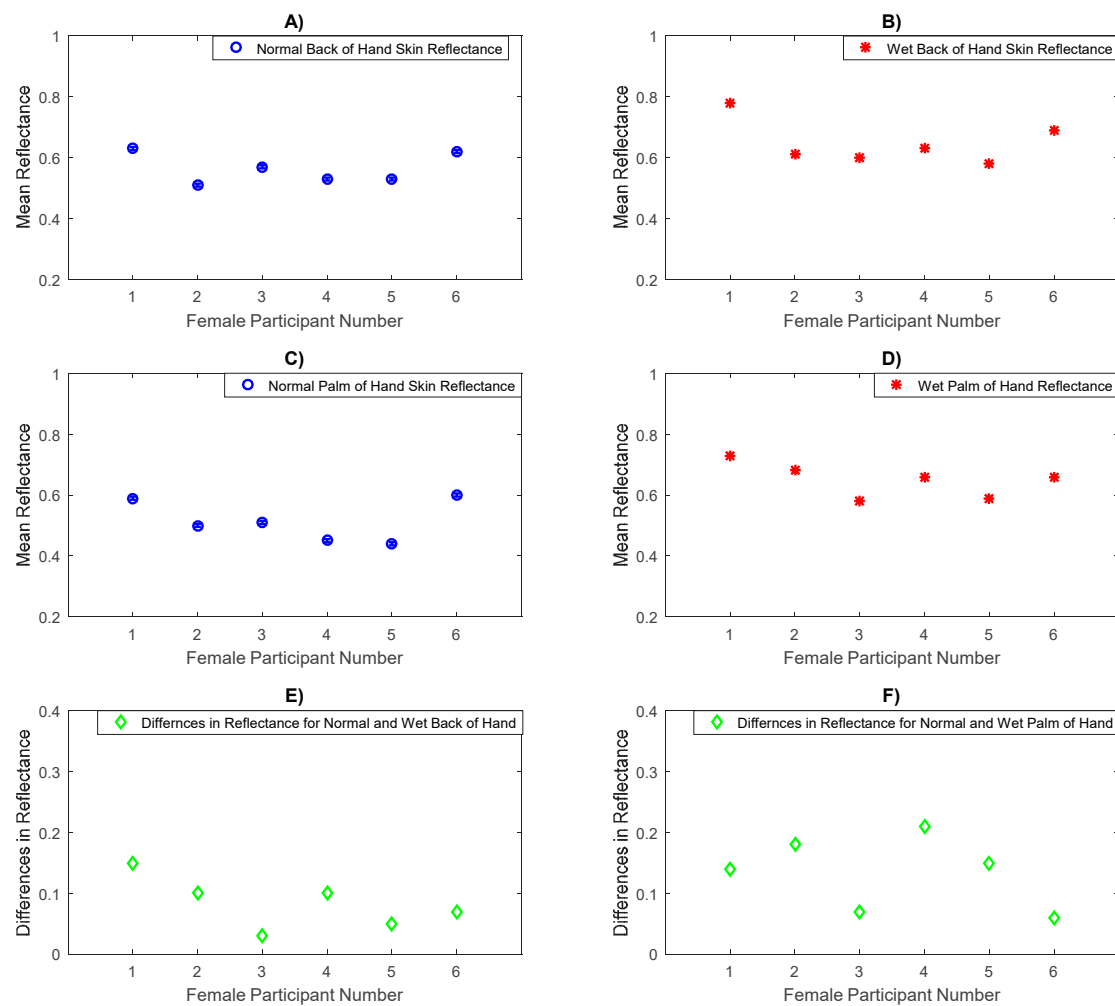 A)
Normal Back of Hand Skin Reflectance
1
0.8
0.6
0.4
0.2
Mean Reflectance
1 2 3 4 5 6
Female Participant Number
B)
Wet Back of Hand Skin Reflectance
1
0.8
0.6
0.4
0.2
Mean Reflectance
1 2 3 4 5 6
Female Participant Number
C)
Normal Palm of Hand Skin Reflectance
1
0.8
0.6
0.4
0.2
Mean Reflectance
1 2 3 4 5 6
Female Participant Number
D)
Wet Palm of Hand Reflectance
1
0.8
0.6
0.4
0.2
Mean Reflectance
1 2 3 4 5 6
Female Participant Number
E)
Differnces in Reflectance for Normal and Wet Back of Hand
0.4
0.3
0.2
0.1
0
Differences in Reflectance
1 2 3 4 5 6
Female Participant Number
F)
Differnces in Reflectance for Normal and Wet Palm of Hand
0.4
0.3
0.2
0.1
0
Differences in Reflectance
1 2 3 4 5 6
Female Participant Number